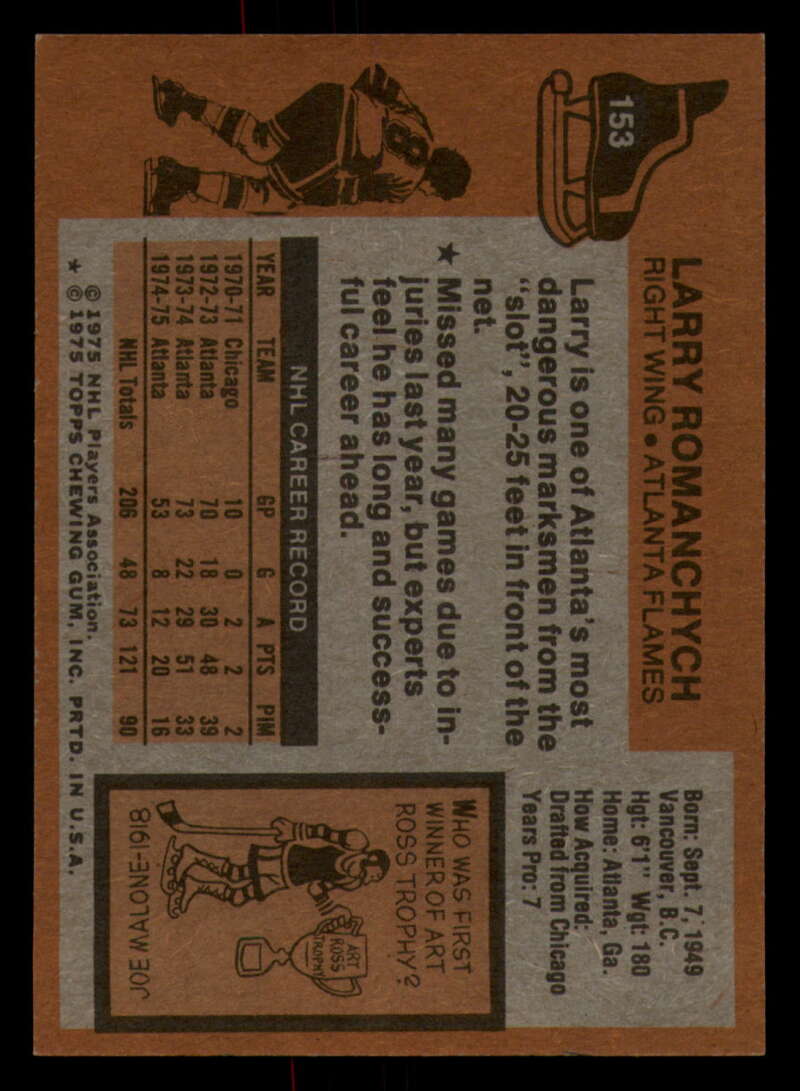 153
LARRY ROMANCHYCH
RIGHT WING • ATLANTA FLAMES
Born: Sept. 7, 1949
Vancouver, B.C.
Hgt: 6'1" Wgt: 180
Home: Atlanta, Ga.
How Acquired:
Drafted from Chicago
Years Pro: 7
Larry is one of Atlanta's most
dangerous marksmen from the
"slot", 20-25 feet in front of the
net.
★ Missed many games due to in-
juries last year, but experts
feel he has long and success-
ful career ahead.
8
NHL CAREER RECORD
YEAR TEAM GP G A PTS PIM
1970-71 Chicago 10 0 2 2 2
1972-73 Atlanta 70 18 30 48 39
1973-74 Atlanta 73 22 29 51 33
1974-75 Atlanta 53 8 12 20 16
NHL Totals 206 48 73 121 90
© 1975 NHL Players Association.
★ © 1975 TOPPS CHEWING GUM, INC. PRTD. IN U.S.A.
WHO WAS FIRST
WINNER OF ART
ROSS TROPHY?
ART
ROSS
TROPHY
JOE MALONE-1918